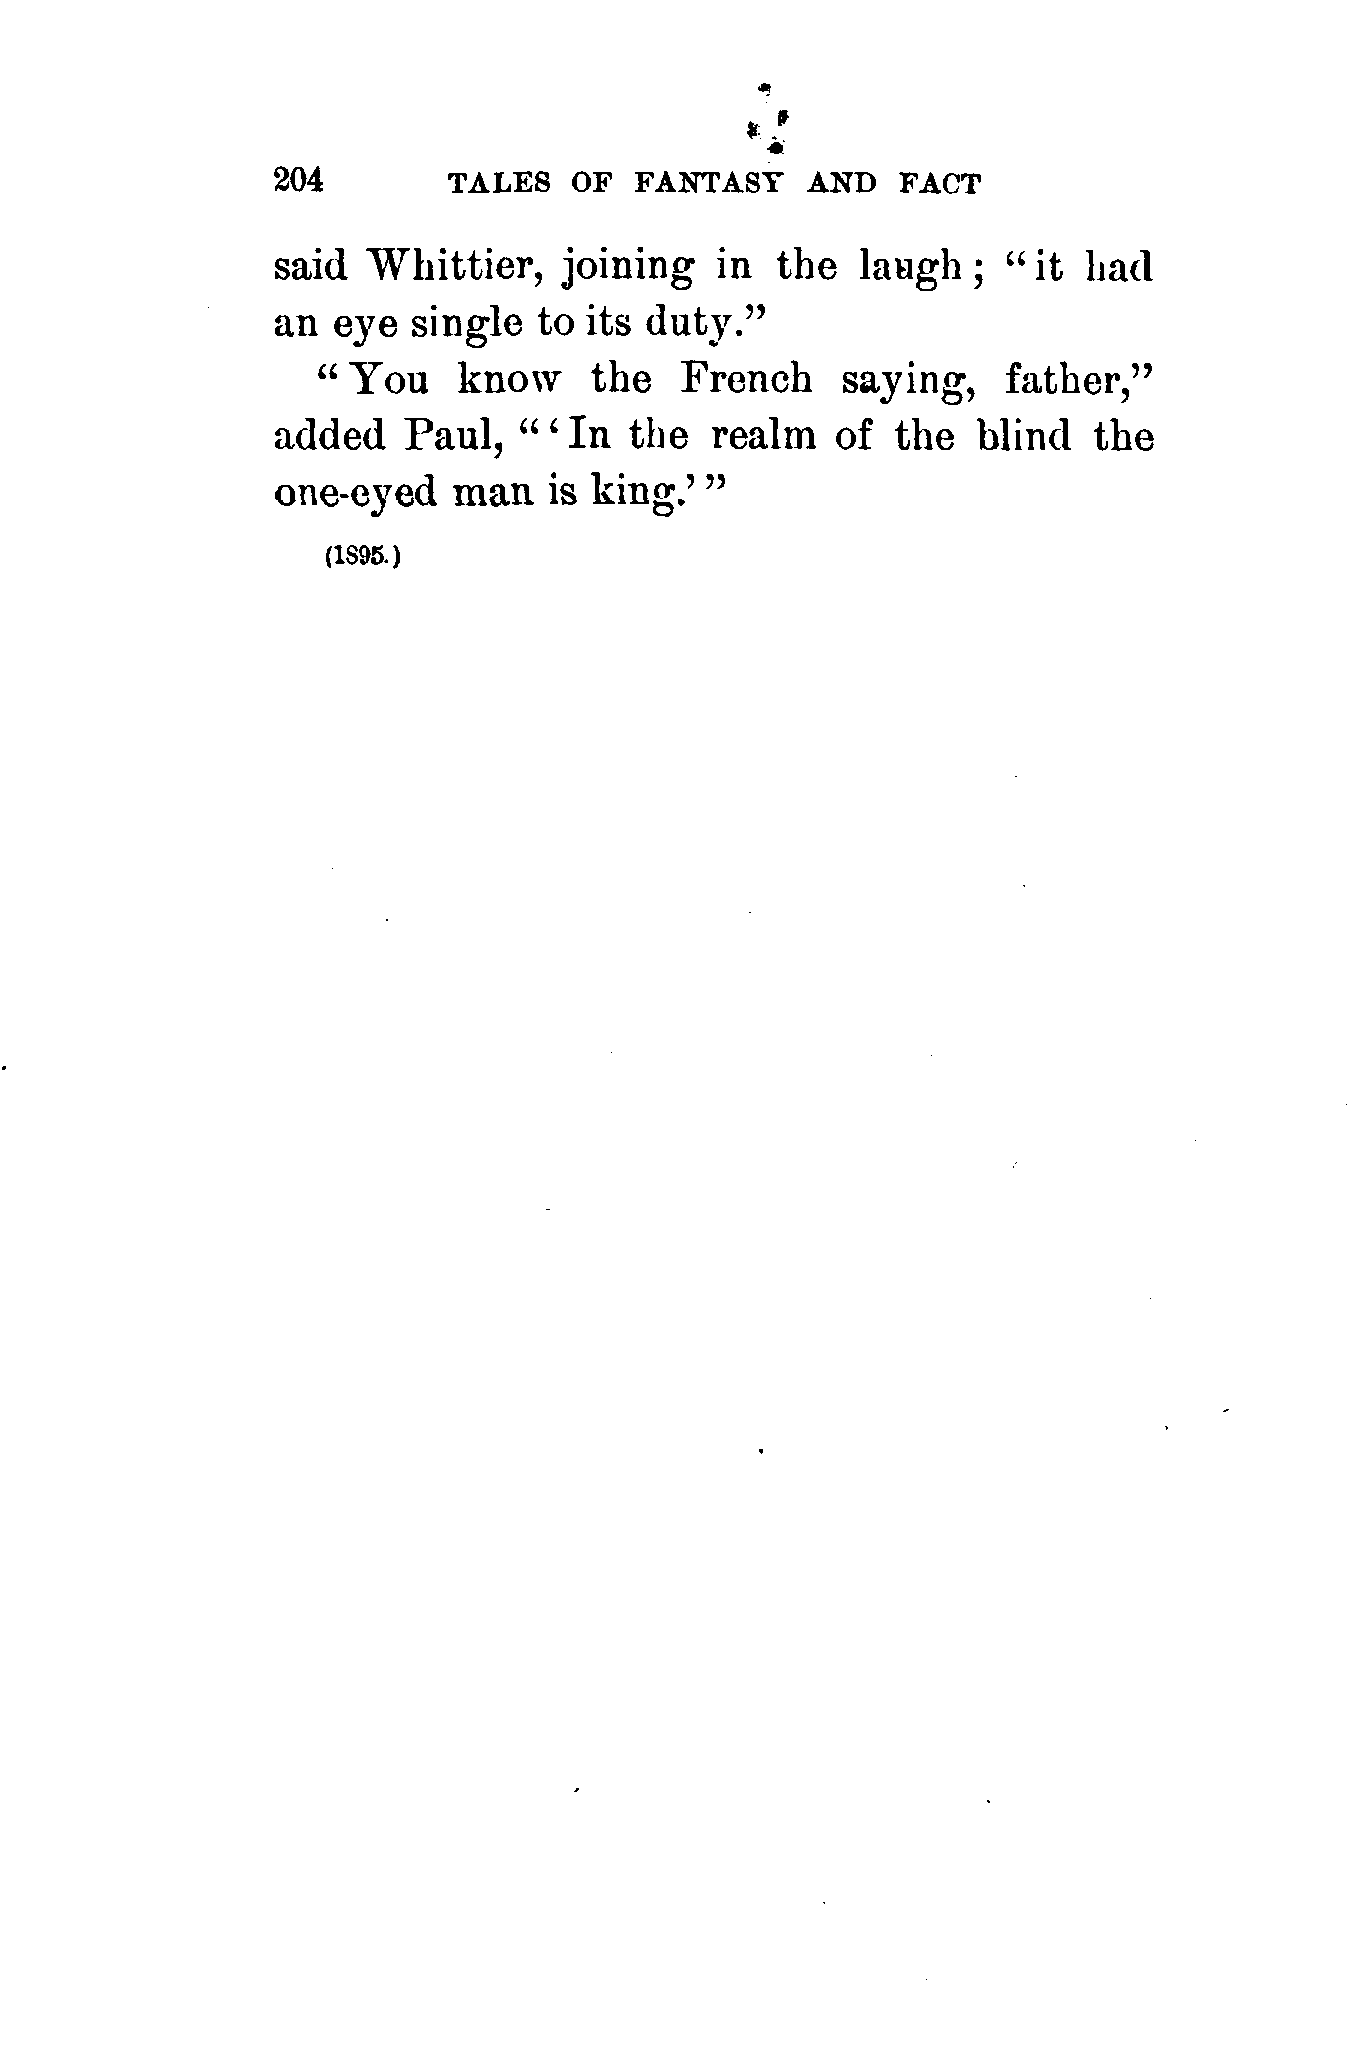 204 TALES OF FANTASY AND FACT
said Whittier, joining in the laugh; “it had
an eye single to its duty.”
“You know the French saying, father,”
added Paul, “‘In the realm of the blind the
one-eyed man is king.’”
(1895.)